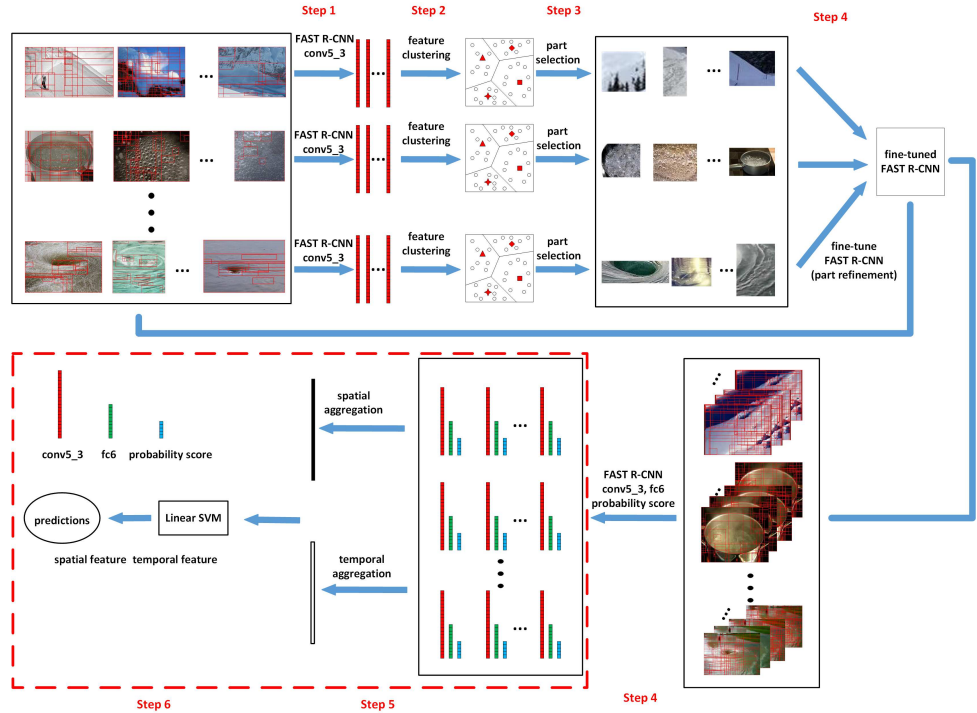 Step 1
Step 2
Step 3
Step 4
FAST R-CNN
conv5_3
feature
clustering
part
selection
FAST R-CNN
conv5_3
feature
clustering
part
selection
fine-tuned
FAST R-CNN
FAST R-CNN
conv5_3
feature
clustering
part
selection
fine-tune
FAST R-CNN
(part refinement)
spatial
aggregation
conv5_3
fc6
probability score
FAST R-CNN
conv5_3, fc6
probability score
predictions
Linear SVM
spatial feature
temporal feature
temporal
aggregation
Step 6
Step 5
Step 4